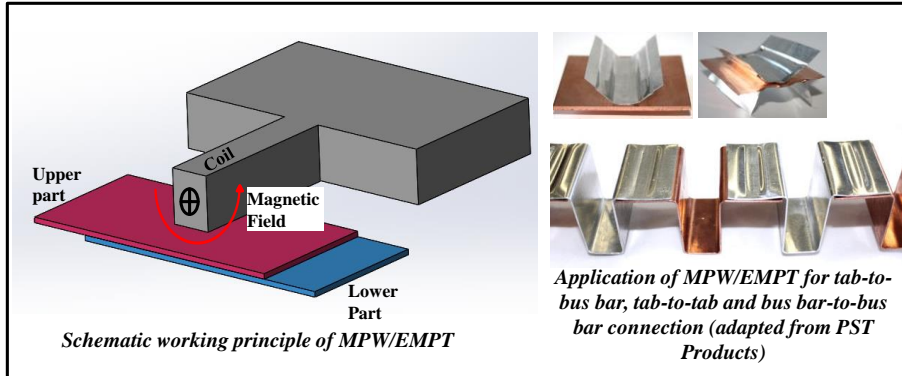 Coil
Upper
part
Magnetic
Field
Lower
Part
Schematic working principle of MPW/EMPT
Application of MPW/EMPT for tab-to-
bus bar, tab-to-tab and bus bar-to-bus
bar connection (adapted from PST
Products)